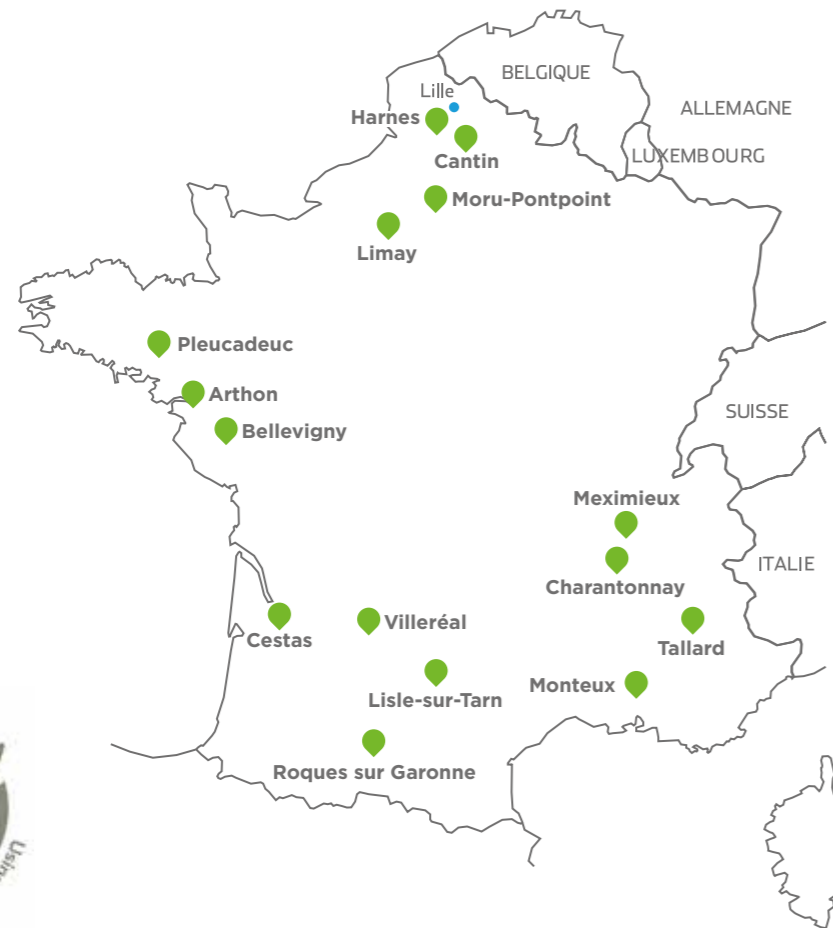 BELGIQUE
Lille
ALLEMAGNE
Harnes
Cantin
LUXEMBOURG
Moru-Pontpoint
Limay
Pleucadeuc
Arthon
SUISSE
Bellevigny
Meximieux
ITALIE
Charantonnay
Villeréal
Cestas
Tallard
Monteux
Lisle-sur-Tarn
Roques sur Garonne